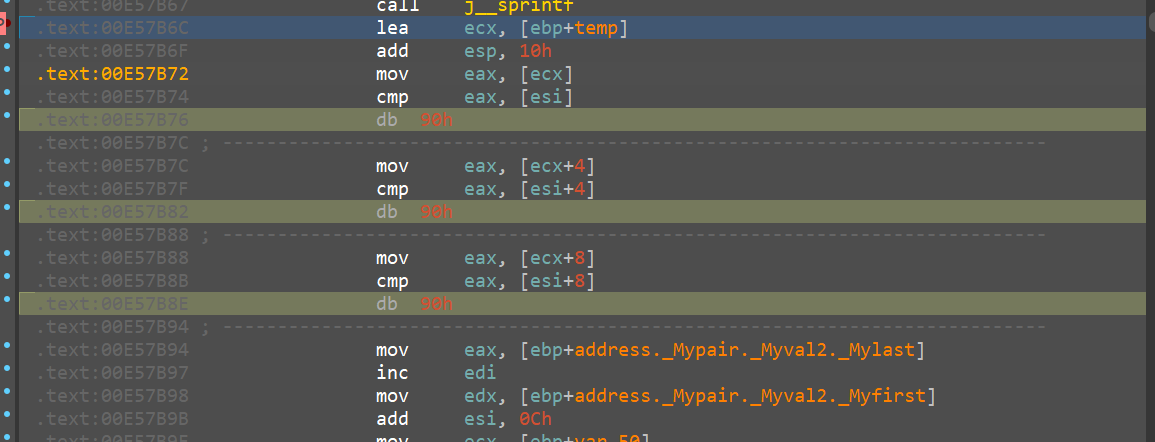 .text:00E57B67 call j__sprintf
.text:00E57B6C lea ecx, [ebp+temp]
.text:00E57B6F add esp, 10h
.text:00E57B72 mov eax, [ecx]
.text:00E57B74 cmp eax, [esi]
.text:00E57B76 db 90h
.text:00E57B7C ; ---------------------------------------------------------------------------
.text:00E57B7C mov eax, [ecx+4]
.text:00E57B7F cmp eax, [esi+4]
.text:00E57B82 db 90h
.text:00E57B88 ; ---------------------------------------------------------------------------
.text:00E57B88 mov eax, [ecx+8]
.text:00E57B8B cmp eax, [esi+8]
.text:00E57B8E db 90h
.text:00E57B94 ; ---------------------------------------------------------------------------
.text:00E57B94 mov eax, [ebp+address._Mypair._Myval2._Mylast]
.text:00E57B97 inc edi
.text:00E57B98 mov edx, [ebp+address._Mypair._Myval2._Myfirst]
.text:00E57B9B add esi, 0Ch
.text:00E57B9E mov ecx, [ebp+var_50]